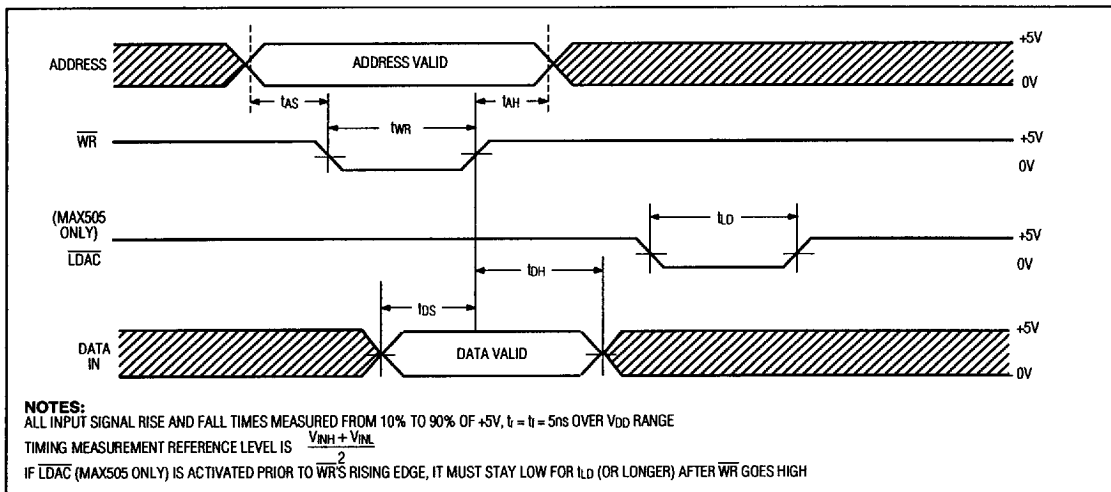 ADDRESS
ADDRESS VALID
+5V
0V
tAS
tAH
WR
tWR
+5V
0V
(MAX505
ONLY)
LDAC
tLD
+5V
0V
tDH
tDS
DATA
IN
DATA VALID
+5V
0V
NOTES:
ALL INPUT SIGNAL RISE AND FALL TIMES MEASURED FROM 10% TO 90% OF +5V, tr = tf = 5ns OVER VDD RANGE
TIMING MEASUREMENT REFERENCE LEVEL IS VINH + VINL
2
IF LDAC (MAX505 ONLY) IS ACTIVATED PRIOR TO WR'S RISING EDGE, IT MUST STAY LOW FOR tLD (OR LONGER) AFTER WR GOES HIGH